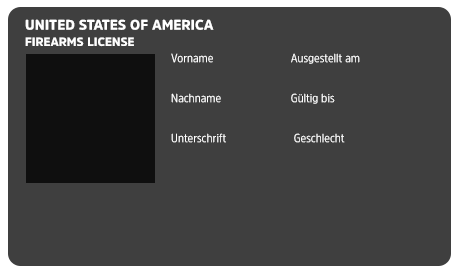 UNITED STATES OF AMERICA
FIREARMS LICENSE
Vorname
Ausgestellt am
Nachname
Gültig bis
Unterschrift
Geschlecht